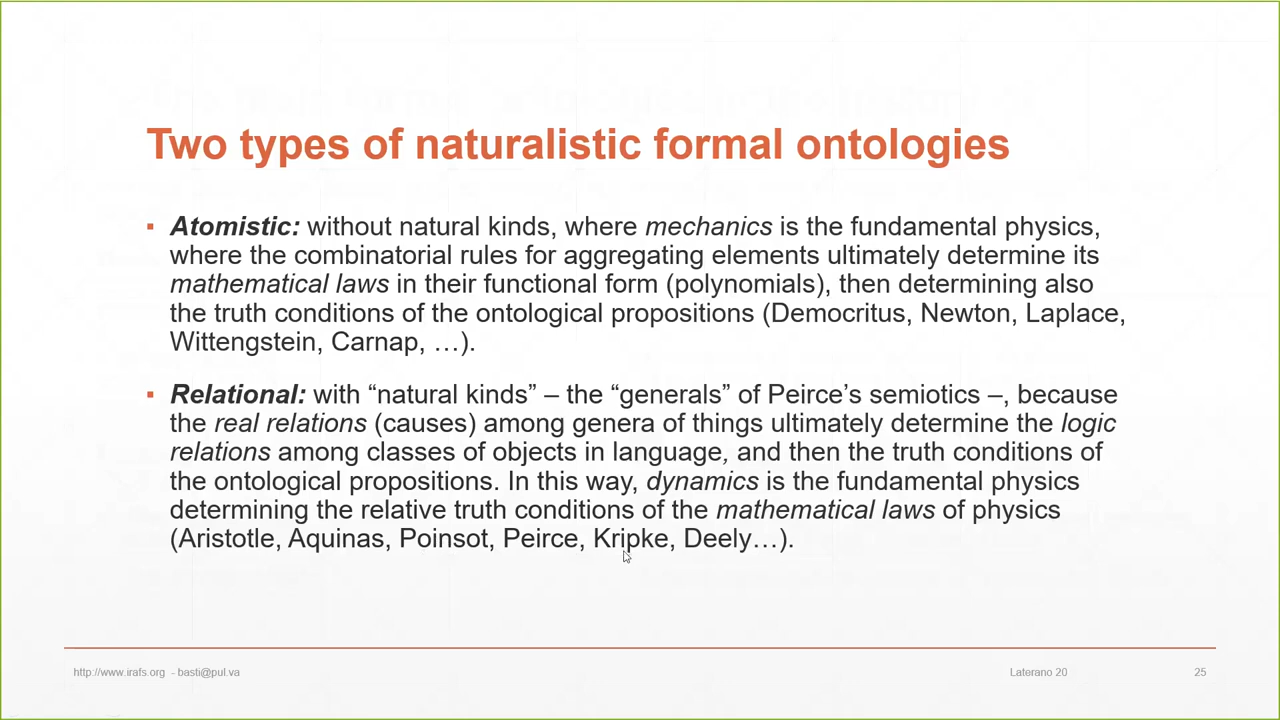 Two types of naturalistic formal ontologies
▪ Atomistic: without natural kinds, where mechanics is the fundamental physics,
where the combinatorial rules for aggregating elements ultimately determine its
mathematical laws in their functional form (polynomials), then determining also
the truth conditions of the ontological propositions (Democritus, Newton, Laplace,
Wittengstein, Carnap, …).
▪ Relational: with “natural kinds” – the “generals” of Peirce’s semiotics –, because
the real relations (causes) among genera of things ultimately determine the logic
relations among classes of objects in language, and then the truth conditions of
the ontological propositions. In this way, dynamics is the fundamental physics
determining the relative truth conditions of the mathematical laws of physics
(Aristotle, Aquinas, Poinsot, Peirce, Kripke, Deely…).
http://www.irafs.org - basti@pul.va
Laterano 20
25